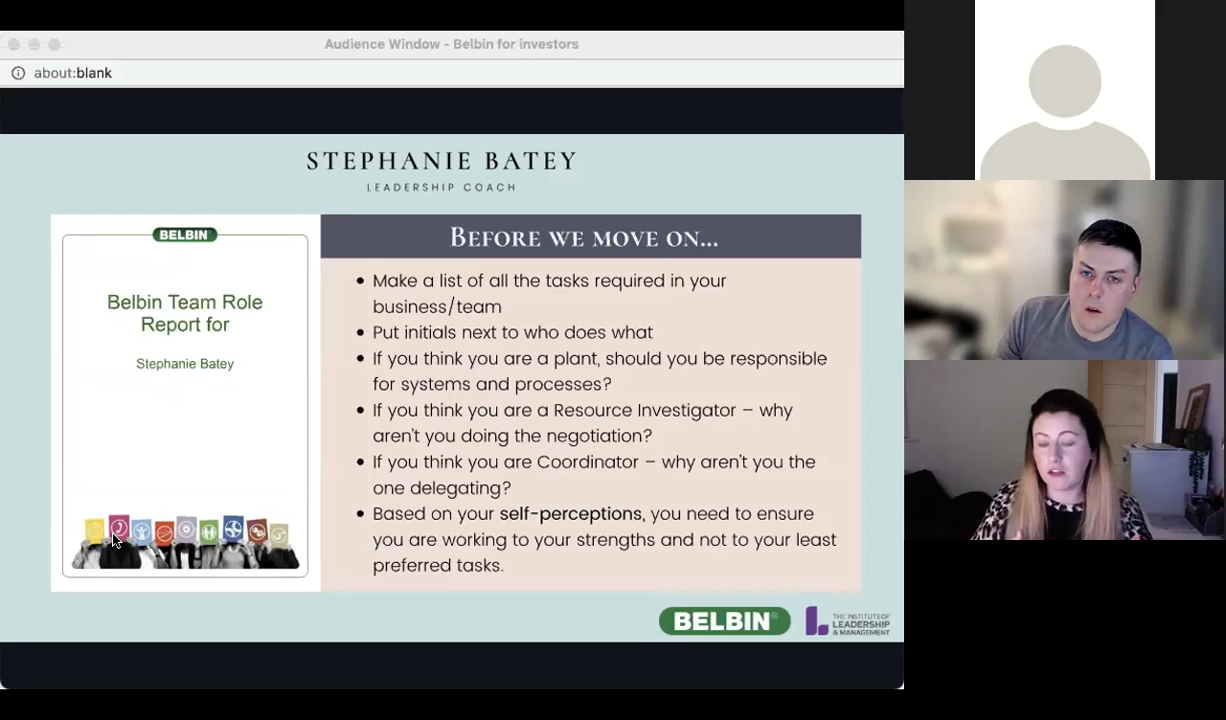 Audience Window - Belbin for investors
about:blank
STEPHANIE BATEY
LEADERSHIP COACH
BELBIN
Belbin Team Role
Report for
Stephanie Batey
BEFORE WE MOVE ON...
• Make a list of all the tasks required in your
business/team
• Put initials next to who does what
• If you think you are a plant, should you be responsible
for systems and processes?
• If you think you are a Resource Investigator – why
aren't you doing the negotiation?
• If you think you are Coordinator – why aren't you the
one delegating?
• Based on your self-perceptions, you need to ensure
you are working to your strengths and not to your least
preferred tasks.
BELBIN®
THE INSTITUTE OF
LEADERSHIP
& MANAGEMENT